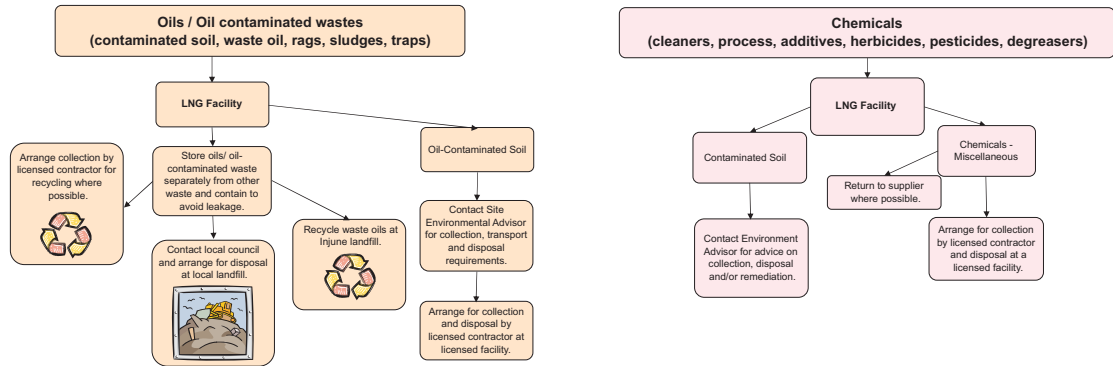 Oils / Oil contaminated wastes
(contaminated soil, waste oil, rags, sludges, traps)
LNG Facility
Arrange collection by
licensed contractor for
recycling where
possible.
Store oils/ oil-
contaminated waste
separately from other
waste and contain to
avoid leakage.
Oil-Contaminated Soil
Contact local council
and arrange for disposal
at local landfill.
Recycle waste oils at
Injune landfill.
Contact Site
Environmental Advisor
for collection, transport
and disposal
requirements.
Arrange for collection
and disposal by
licensed contractor at
licensed facility.
Chemicals
(cleaners, process, additives, herbicides, pesticides, degreasers)
LNG Facility
Contaminated Soil
Chemicals -
Miscellaneous
Return to supplier
where possible.
Contact Environment
Advisor for advice on
collection, disposal
and/or remediation.
Arrange for collection
by licensed contractor
and disposal at a
licensed facility.